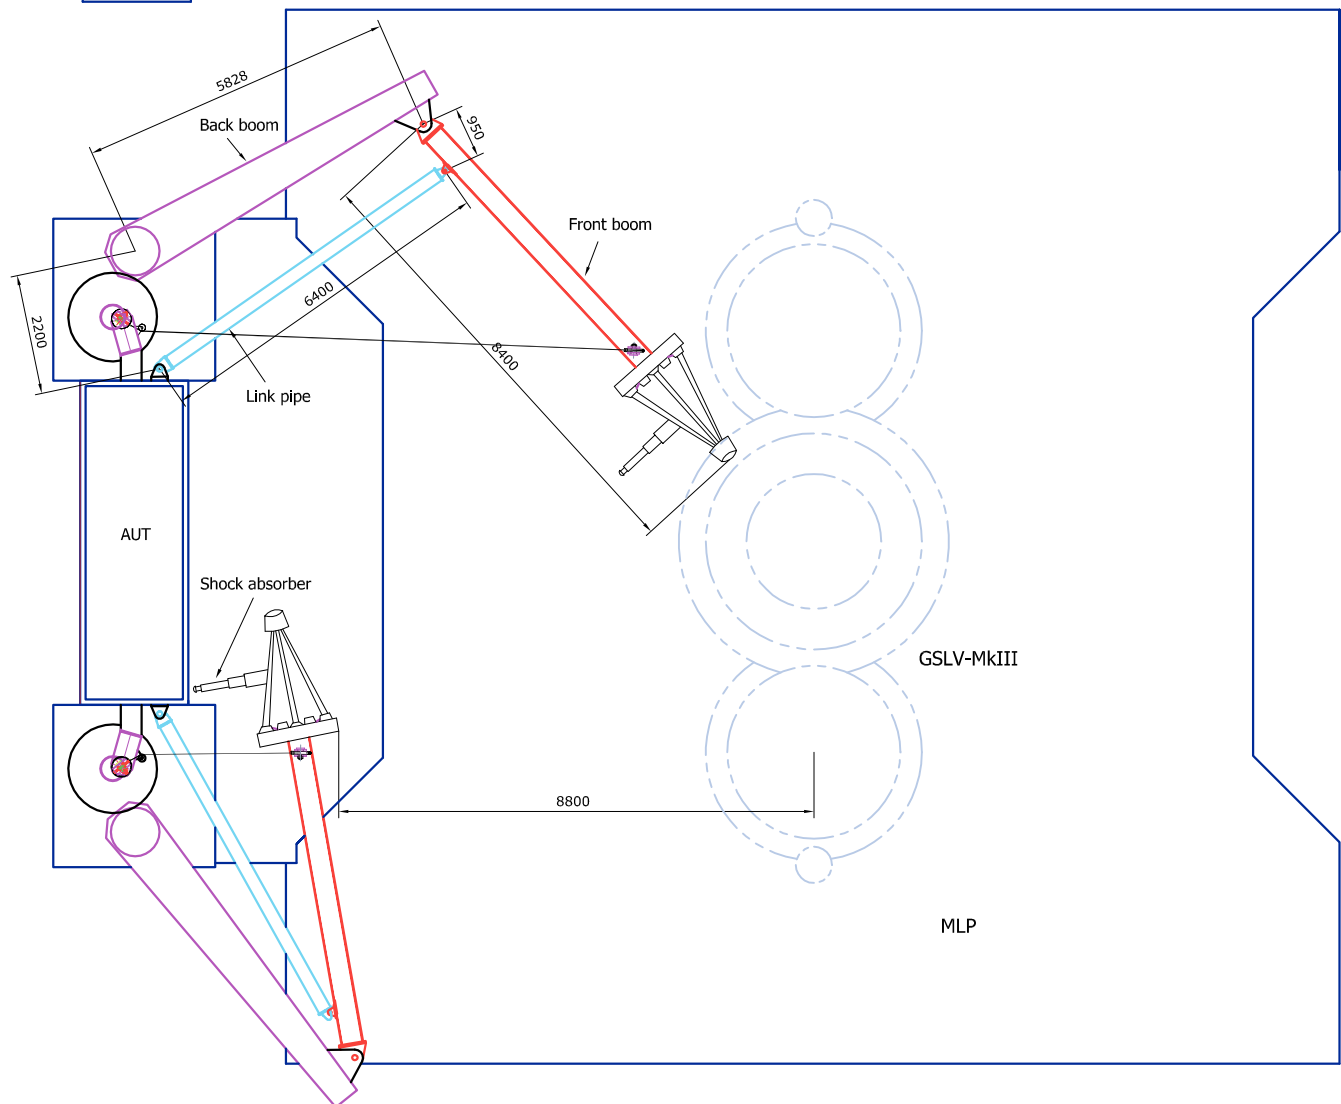 5828
Back boom
950
Front boom
6400
2200
8400
Link pipe
AUT
Shock absorber
GSLV-MkIII
8800
MLP